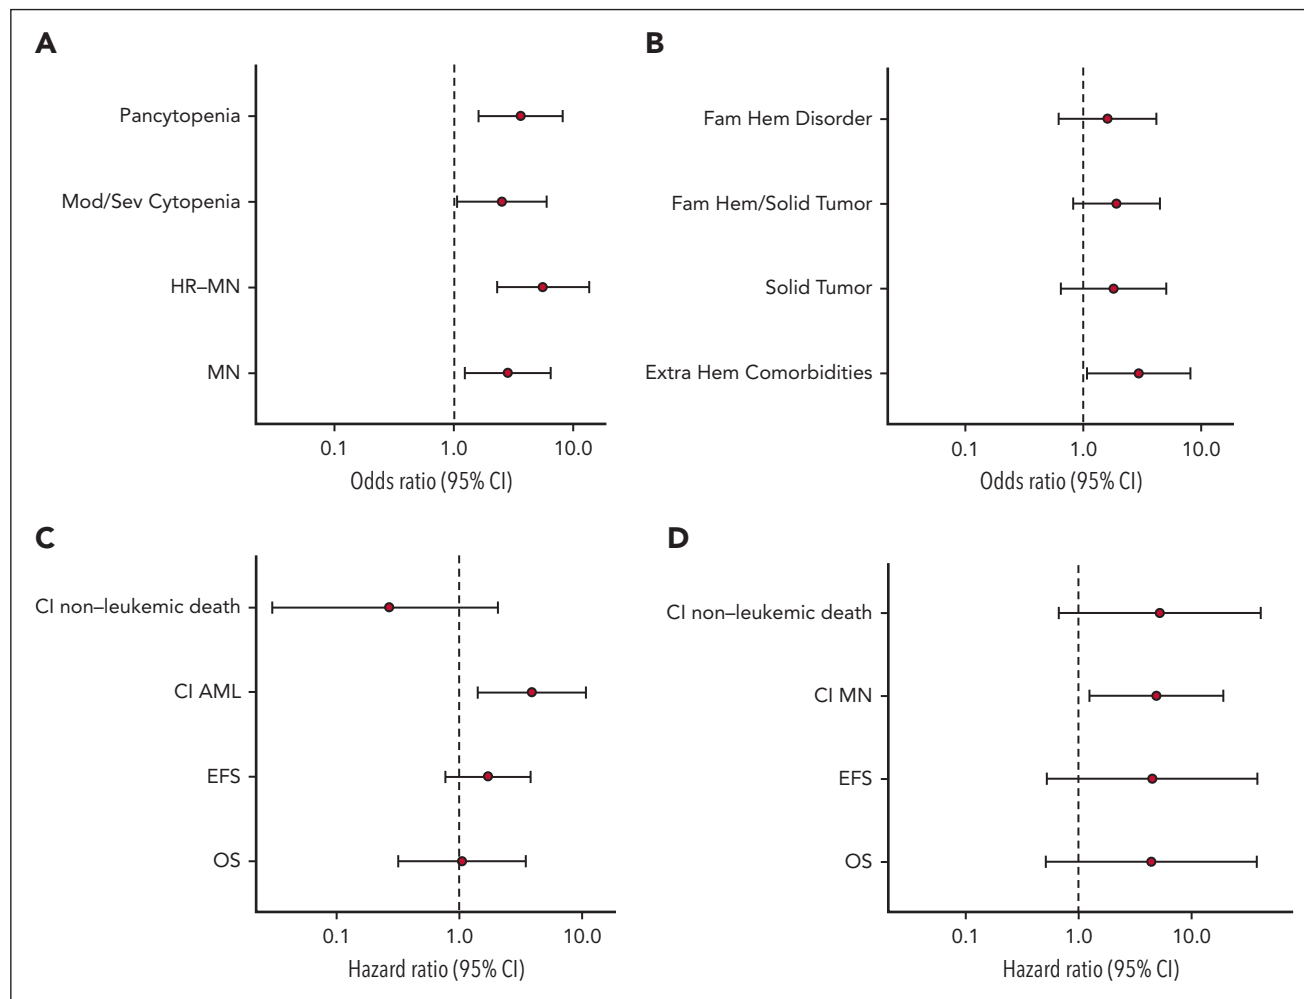 A
Pancytopenia
Mod/Sev Cytopenia
HR–MN
MN
0.1 1.0 10.0
Odds ratio (95% CI)
B
Fam Hem Disorder
Fam Hem/Solid Tumor
Solid Tumor
Extra Hem Comorbidities
0.1 1.0 10.0
Odds ratio (95% CI)
C
CI non–leukemic death
CI AML
EFS
OS
0.1 1.0 10.0
Hazard ratio (95% CI)
D
CI non–leukemic death
CI MN
EFS
OS
0.1 1.0 10.0
Hazard ratio (95% CI)